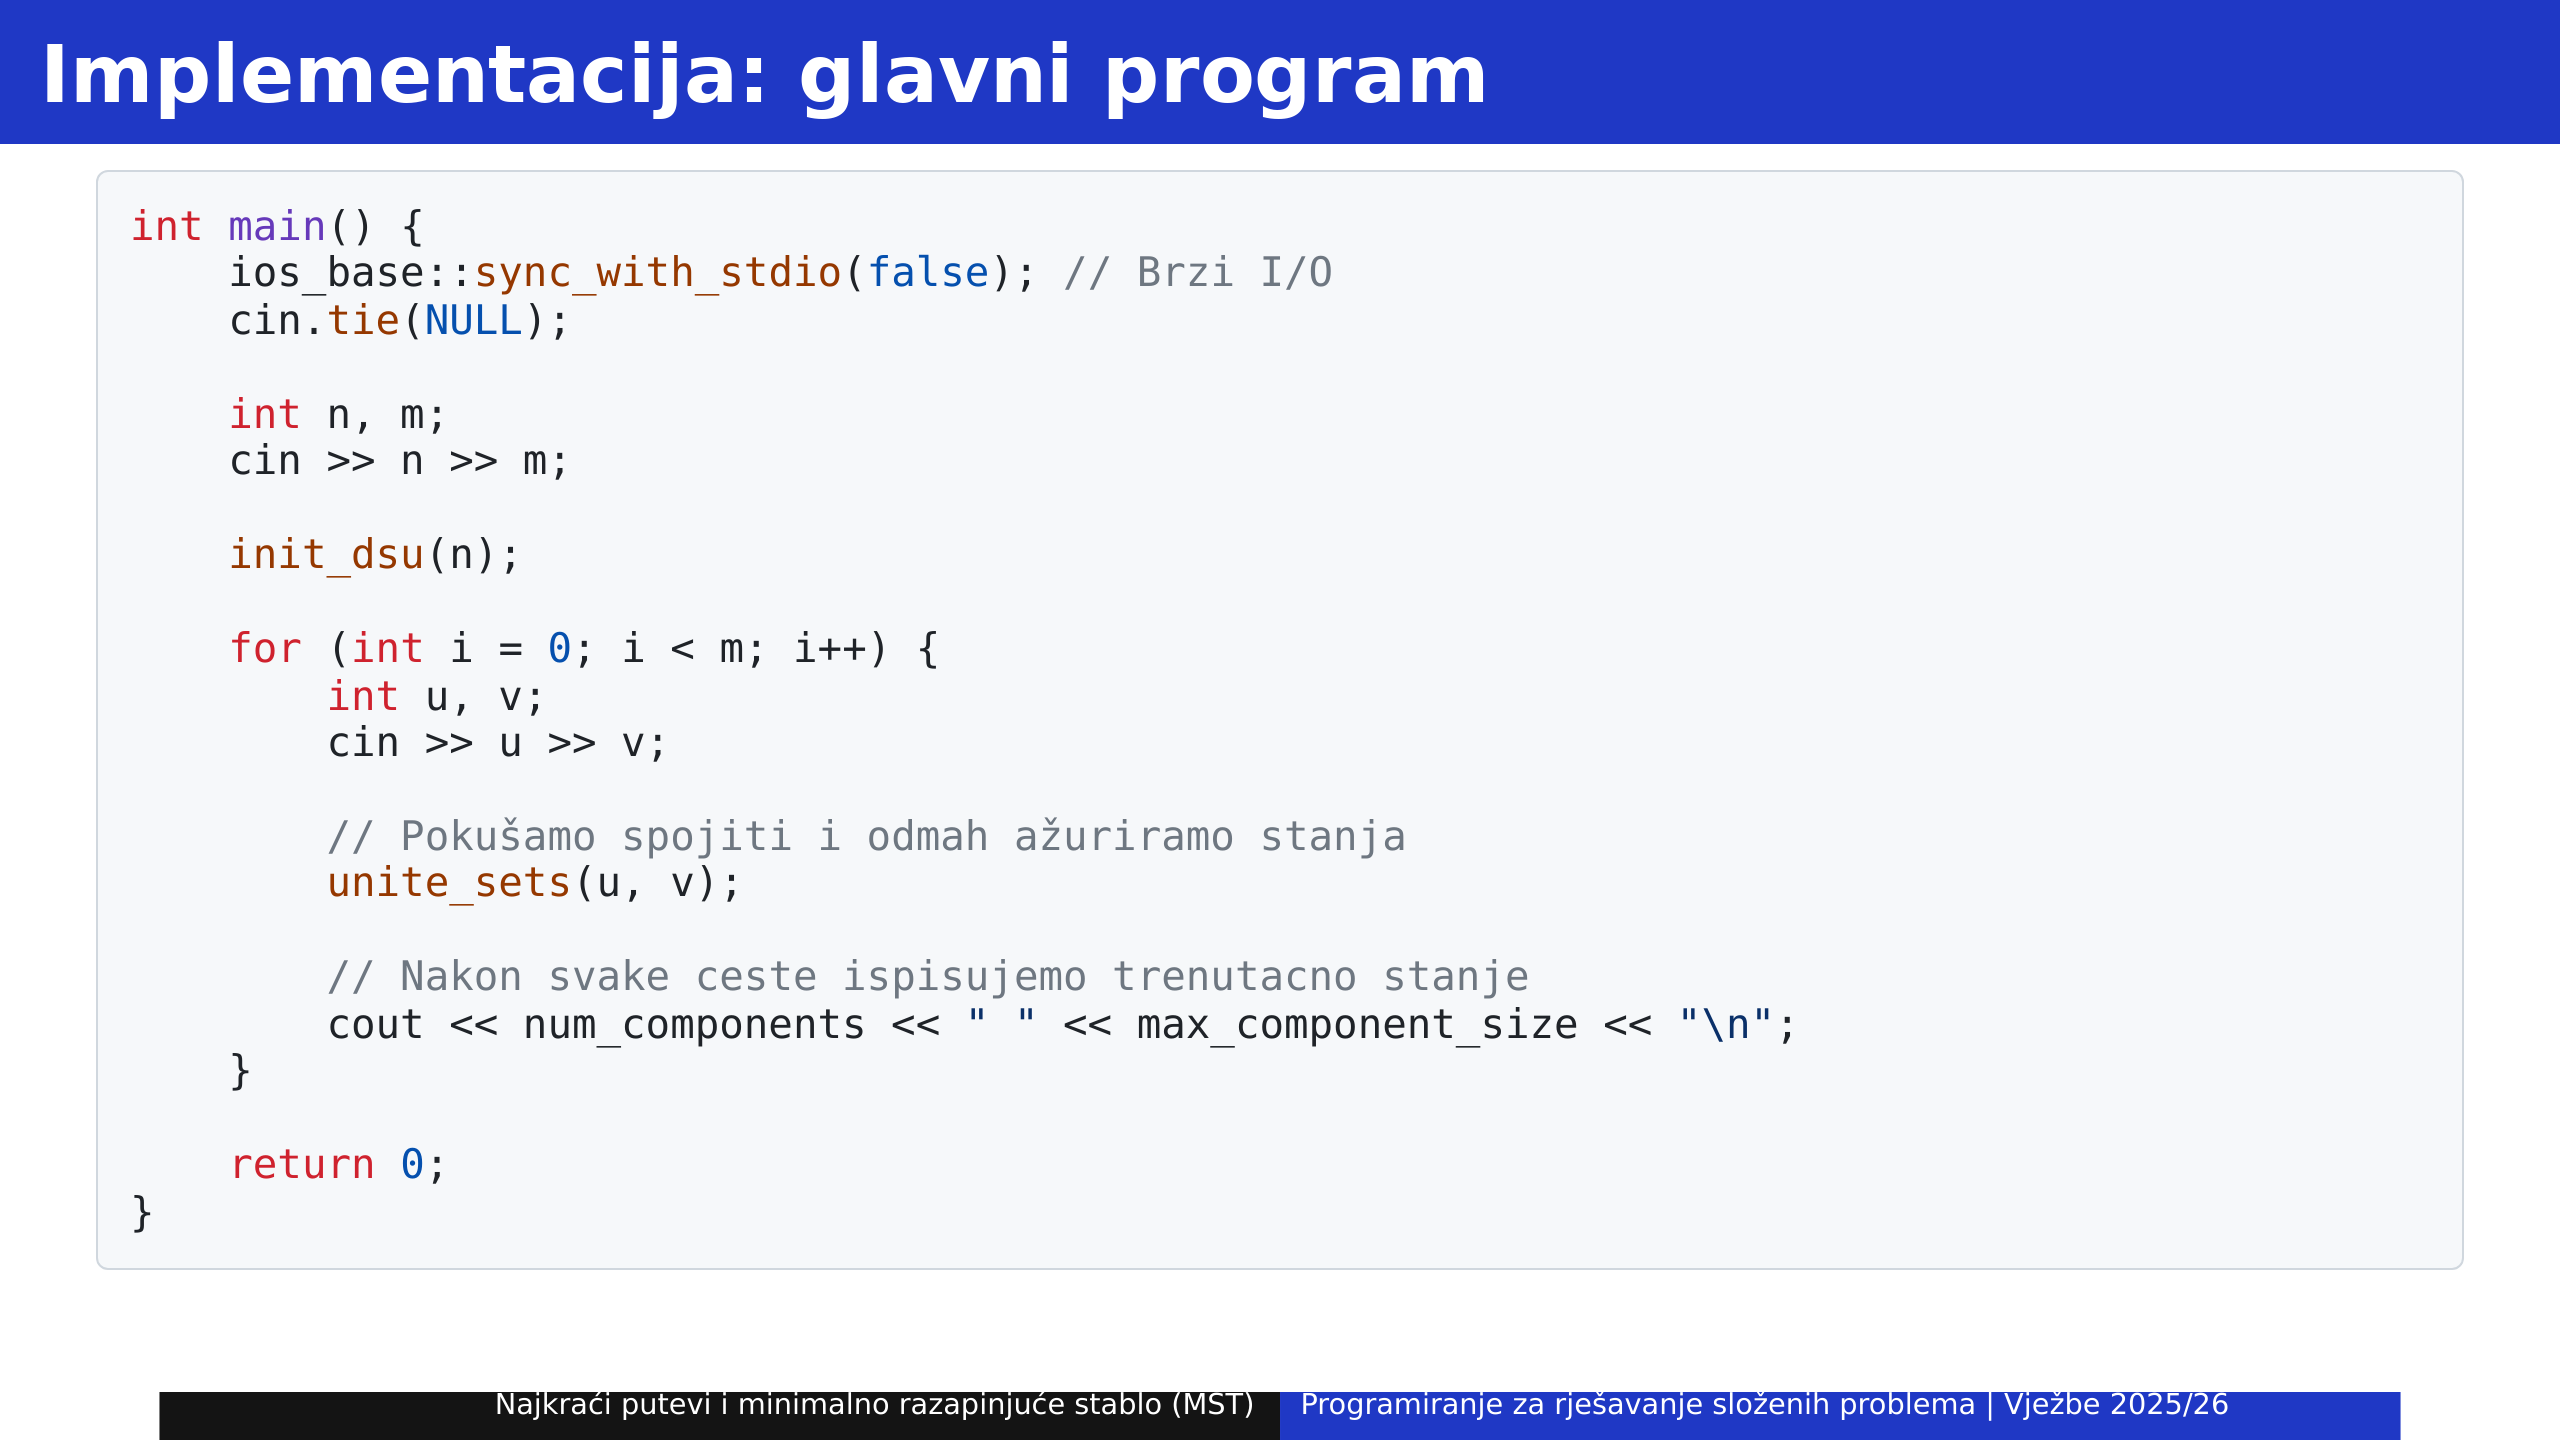 Implementacija: glavni program
int main() {
    ios_base::sync_with_stdio(false); // Brzi I/O
    cin.tie(NULL);

    int n, m;
    cin >> n >> m;

    init_dsu(n);

    for (int i = 0; i < m; i++) {
        int u, v;
        cin >> u >> v;

        // Pokušamo spojiti i odmah ažuriramo stanja
        unite_sets(u, v);

        // Nakon svake ceste ispisujemo trenutacno stanje
        cout << num_components << " " << max_component_size << "\n";
    }

    return 0;
}
Najkraći putevi i minimalno razapinjuće stablo (MST)
Programiranje za rješavanje složenih problema | Vježbe 2025/26